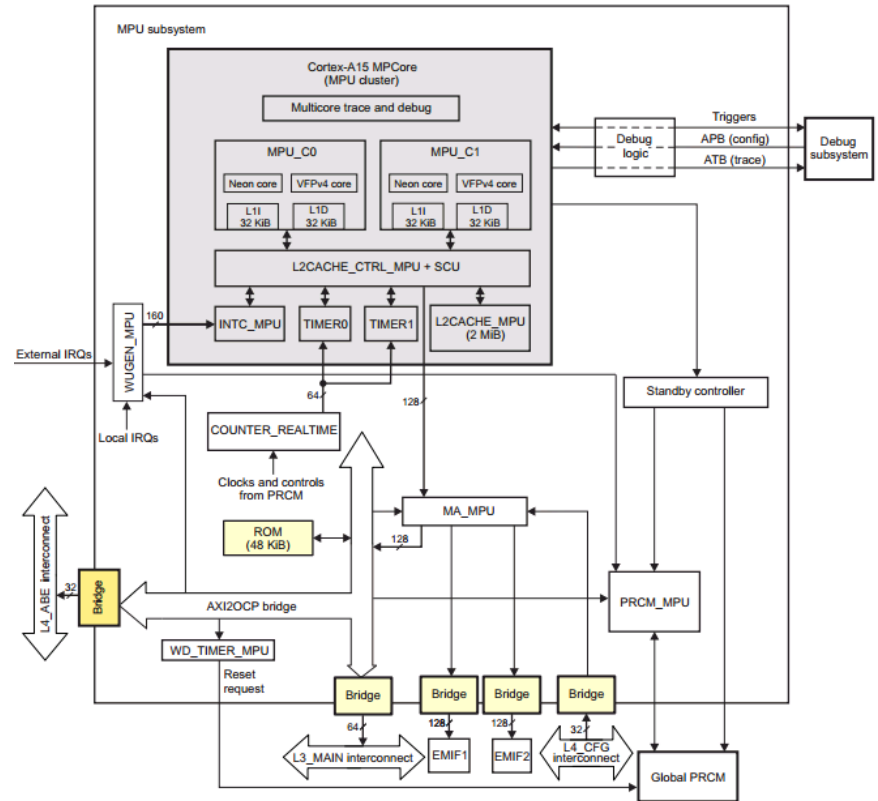 MPU subsystem
Cortex-A15 MPCore
(MPU cluster)
Multicore trace and debug
MPU_C0
Neon core
VFPv4 core
L1I
32 KiB
L1D
32 KiB
MPU_C1
Neon core
VFPv4 core
L1I
32 KiB
L1D
32 KiB
L2CACHE_CTRL_MPU + SCU
INTC_MPU
TIMER0
TIMER1
L2CACHE_MPU
(2 MiB)
Debug
logic
Triggers
APB (config)
ATB (trace)
Debug
subsystem
WUGEN_MPU
160
External IRQs
Local IRQs
64
128
COUNTER_REALTIME
Clocks and controls
from PRCM
Standby controller
MA_MPU
128
ROM
(48 KiB)
L4_ABE interconnect
32
Bridge
AXI2OCP bridge
PRCM_MPU
WD_TIMER_MPU
Reset
request
Bridge
Bridge
Bridge
Bridge
64
128
128
32
L3_MAIN interconnect
EMIF1
EMIF2
L4_CFG
interconnect
Global PRCM